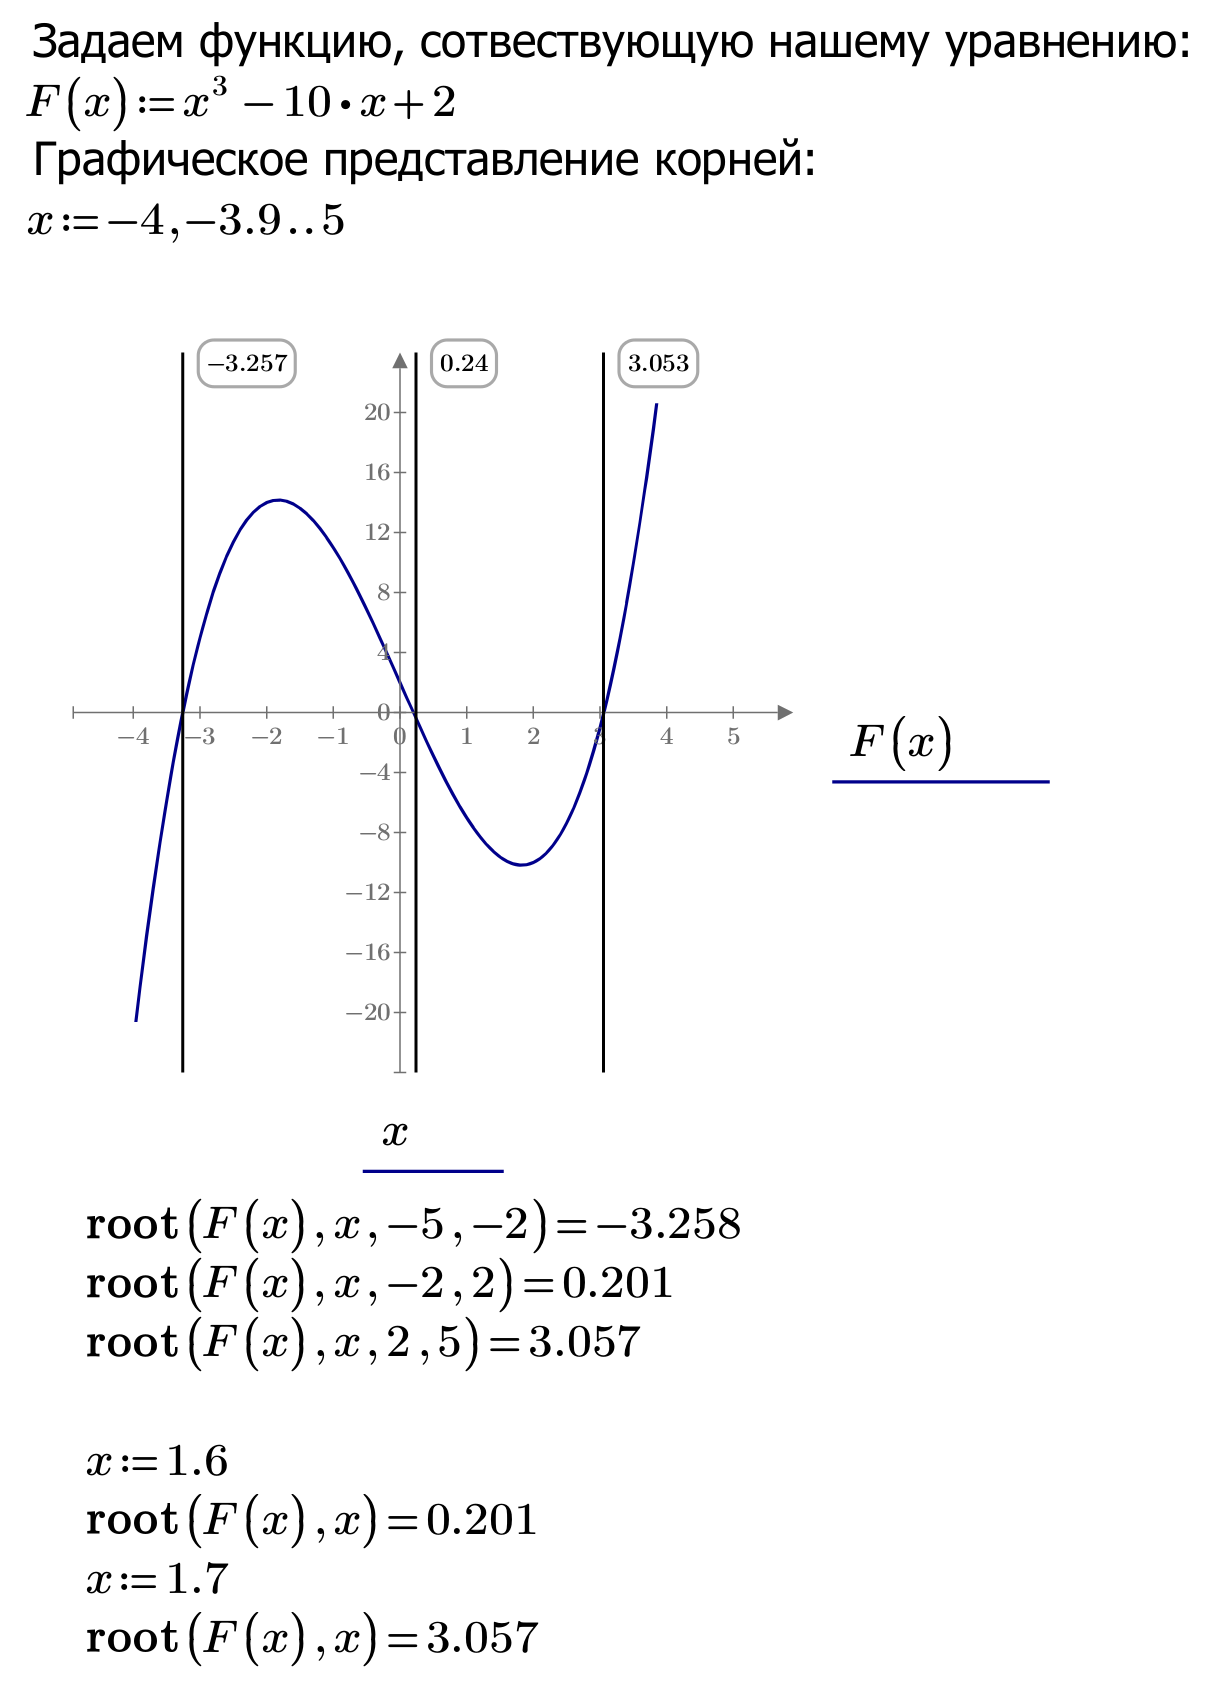 Задаем функцию, сотвествующую нашему уравнению:
F(x):=x³−10·x+2
Графическое представление корней:
x:=−4,−3.9..5
−3.257 0.24 3.053
20
16
12
8
4
0
−4 −3 −2 −1 0 1 2 3 4 5
−4
−8
−12
−16
−20
F(x)
x
root(F(x),x,−5,−2)=−3.258
root(F(x),x,−2,2)=0.201
root(F(x),x,2,5)=3.057
x:=1.6
root(F(x),x)=0.201
x:=1.7
root(F(x),x)=3.057